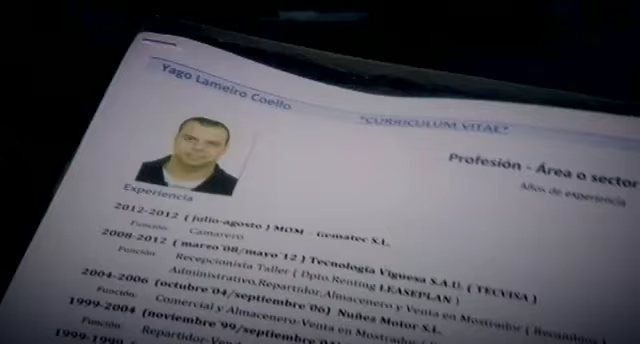 Yago Lameiro Coello
"CURRICULUM VITAE"
Profesión - Área o sector
Años de experiencia
Experiencia
2012-2012 ( julio-agosto ) MOM - Gematec S.L.
Función: Camarero
2008-2012 ( marzo '08/mayo '12 ) Tecnología Viguesa S.A.U. ( TECVISA )
Función: Recepcionista Taller ( Dpto.Renting LEASEPLAN )
Administrativo,Repartidor,Almacenero y Venta en Mostrador ( Recambios
2004-2006 (octubre '04/septiembre '06) Nuñez Motor S.L.
Función: Comercial y Almacenero-Venta en Mostrador
1999-2004 (noviembre '99/septiembre
Función: Repartidor-
1999-1999